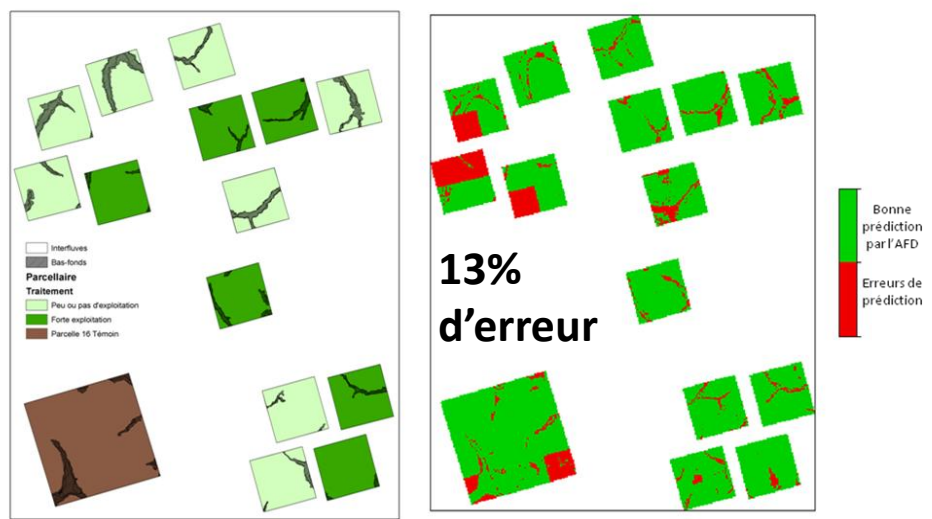 Interfluves
Bas-fonds
Parcellaire
Traitement
Peu ou pas d'exploitation
Forte exploitation
Parcelle 16 Témoin
13%
d'erreur
Bonne
prédiction
par l'AFD
Erreurs de
prédiction